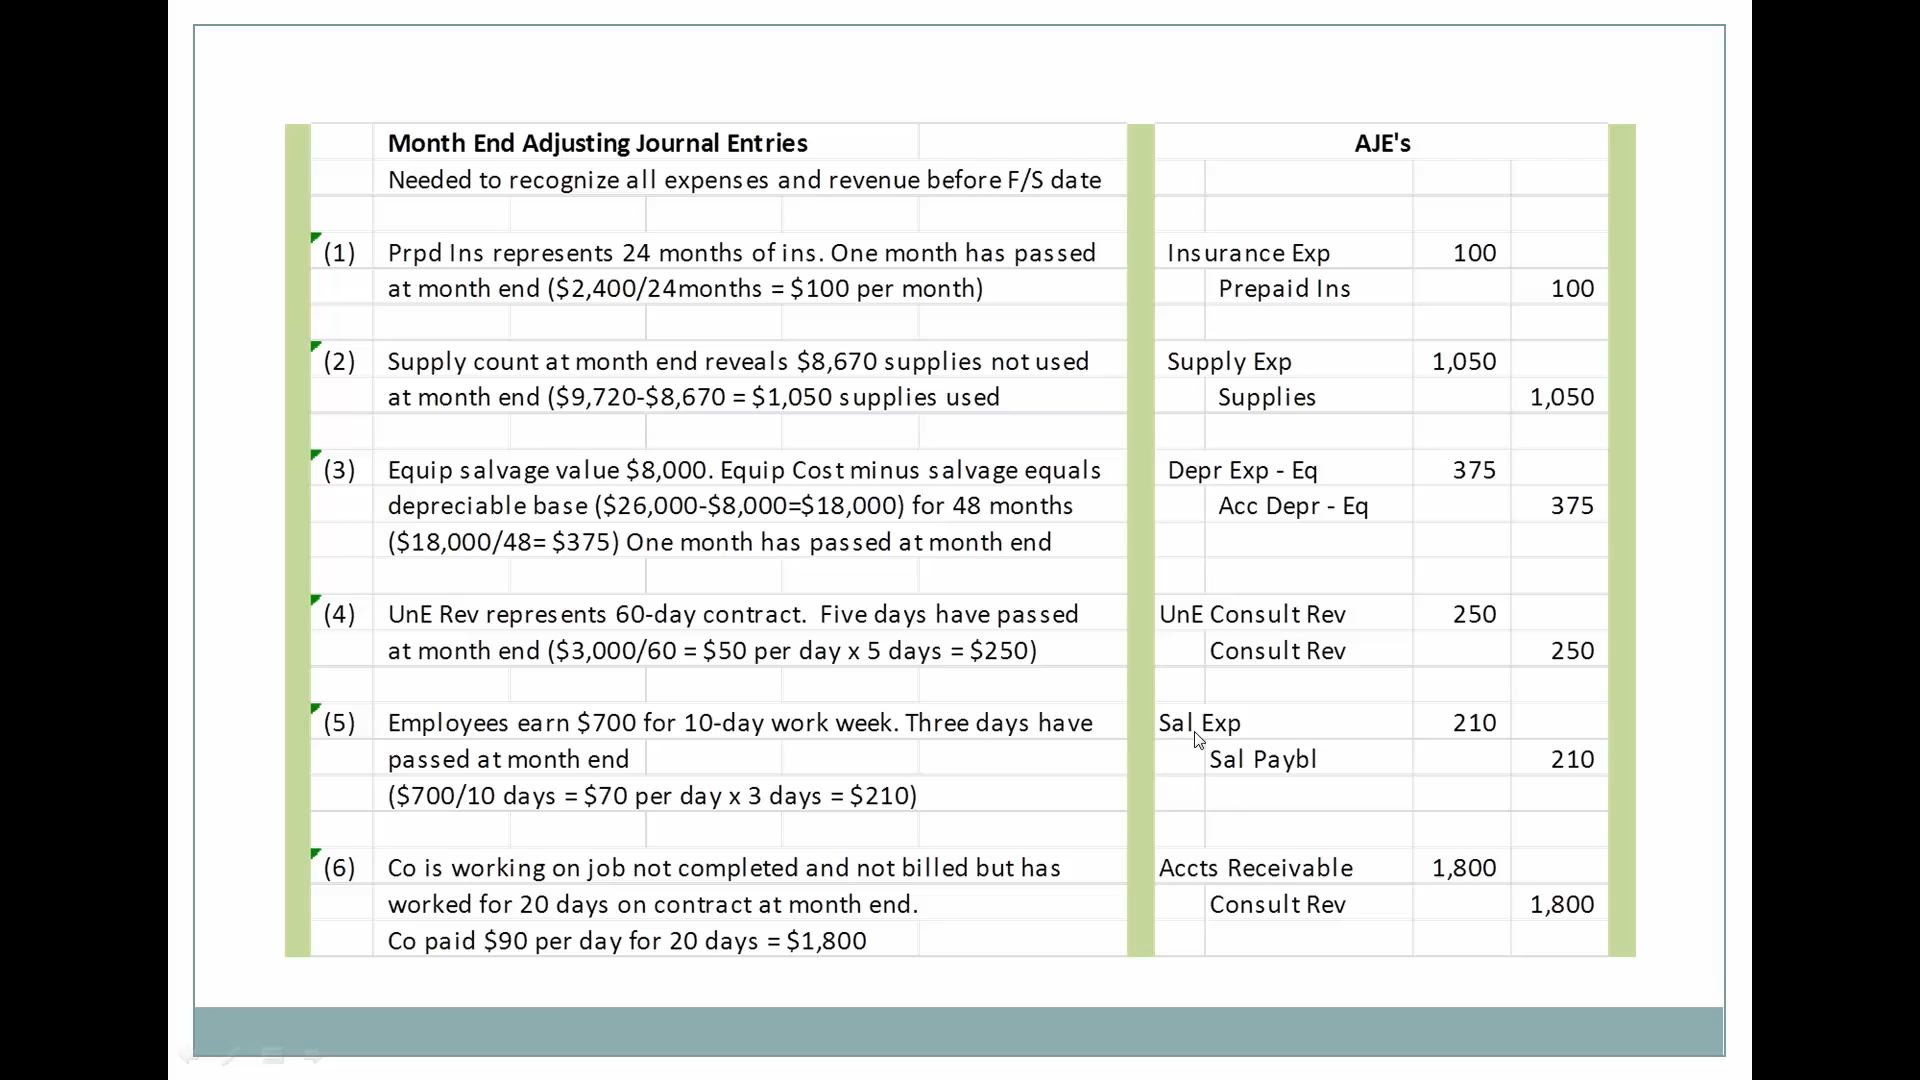 Month End Adjusting Journal Entries AJE's
Needed to recognize all expenses and revenue before F/S date
(1) Prpd Ins represents 24 months of ins. One month has passed Insurance Exp 100
at month end ($2,400/24months = $100 per month) Prepaid Ins 100
(2) Supply count at month end reveals $8,670 supplies not used Supply Exp 1,050
at month end ($9,720-$8,670 = $1,050 supplies used Supplies 1,050
(3) Equip salvage value $8,000. Equip Cost minus salvage equals Depr Exp - Eq 375
depreciable base ($26,000-$8,000=$18,000) for 48 months Acc Depr - Eq 375
($18,000/48= $375) One month has passed at month end
(4) UnE Rev represents 60-day contract. Five days have passed UnE Consult Rev 250
at month end ($3,000/60 = $50 per day x 5 days = $250) Consult Rev 250
(5) Employees earn $700 for 10-day work week. Three days have Sal Exp 210
passed at month end Sal Paybl 210
($700/10 days = $70 per day x 3 days = $210)
(6) Co is working on job not completed and not billed but has Accts Receivable 1,800
worked for 20 days on contract at month end. Consult Rev 1,800
Co paid $90 per day for 20 days = $1,800